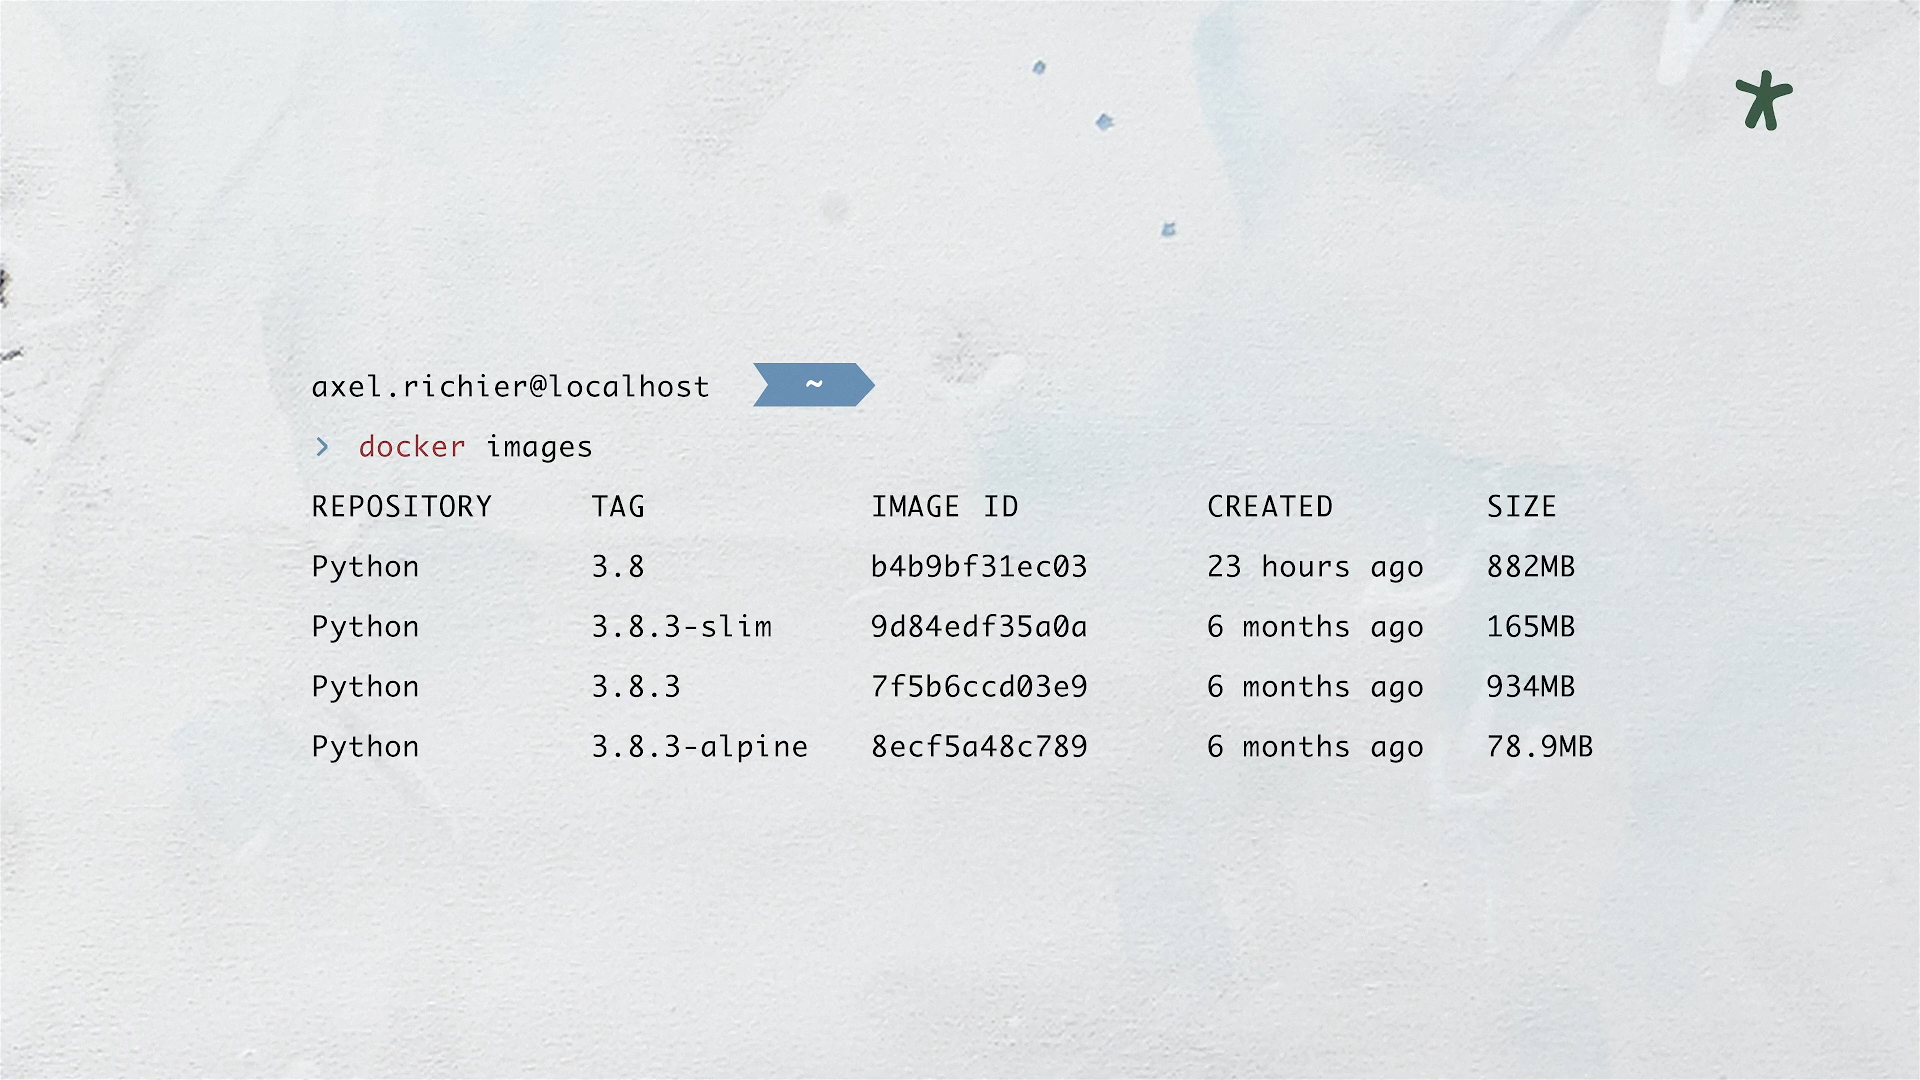 axel.richier@localhost ~
> docker images
REPOSITORY TAG IMAGE ID CREATED SIZE
Python 3.8 b4b9bf31ec03 23 hours ago 882MB
Python 3.8.3-slim 9d84edf35a0a 6 months ago 165MB
Python 3.8.3 7f5b6ccd03e9 6 months ago 934MB
Python 3.8.3-alpine 8ecf5a48c789 6 months ago 78.9MB